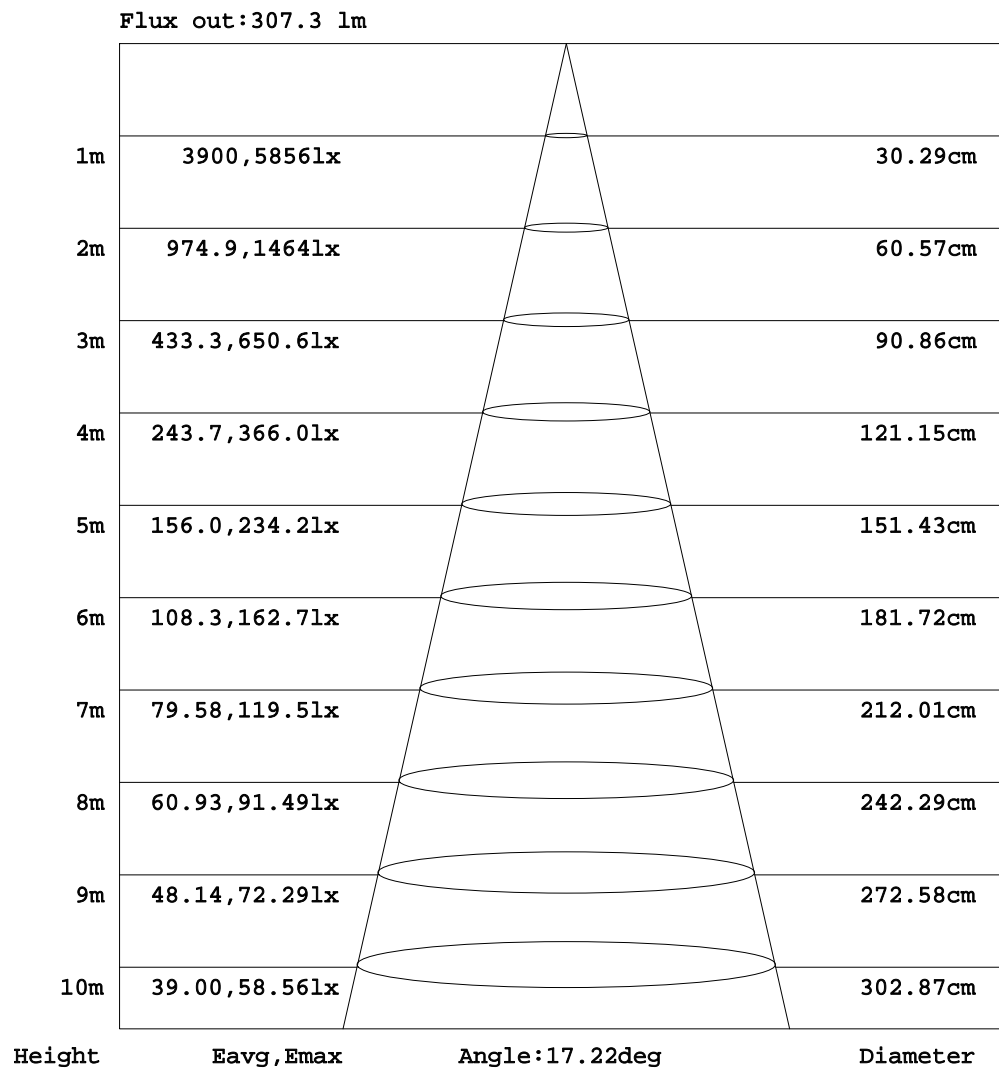 Flux out:307.3 lm
1m 3900,5856lx 30.29cm
2m 974.9,1464lx 60.57cm
3m 433.3,650.6lx 90.86cm
4m 243.7,366.0lx 121.15cm
5m 156.0,234.2lx 151.43cm
6m 108.3,162.7lx 181.72cm
7m 79.58,119.5lx 212.01cm
8m 60.93,91.49lx 242.29cm
9m 48.14,72.29lx 272.58cm
10m 39.00,58.56lx 302.87cm
Height Eavg,Emax Angle:17.22deg Diameter